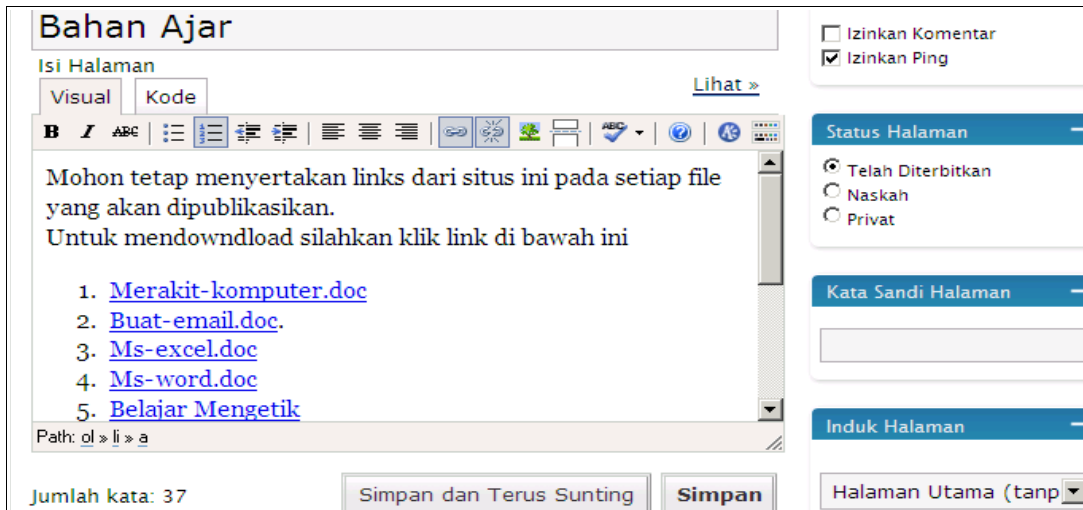 Bahan Ajar
Isi Halaman
Visual
Kode
Lihat »
B I ABC ABC
Mohon tetap menyertakan links dari situs ini pada setiap file
yang akan dipublikasikan.
Untuk mendowndload silahkan klik link di bawah ini
1. Merakit-komputer.doc
2. Buat-email.doc.
3. Ms-excel.doc
4. Ms-word.doc
5. Belajar Mengetik
Path: ol » li » a
Jumlah kata: 37
Simpan dan Terus Sunting
Simpan
Izinkan Komentar
Izinkan Ping
Status Halaman
Telah Diterbitkan
Naskah
Privat
Kata Sandi Halaman
Induk Halaman
Halaman Utama (tanp